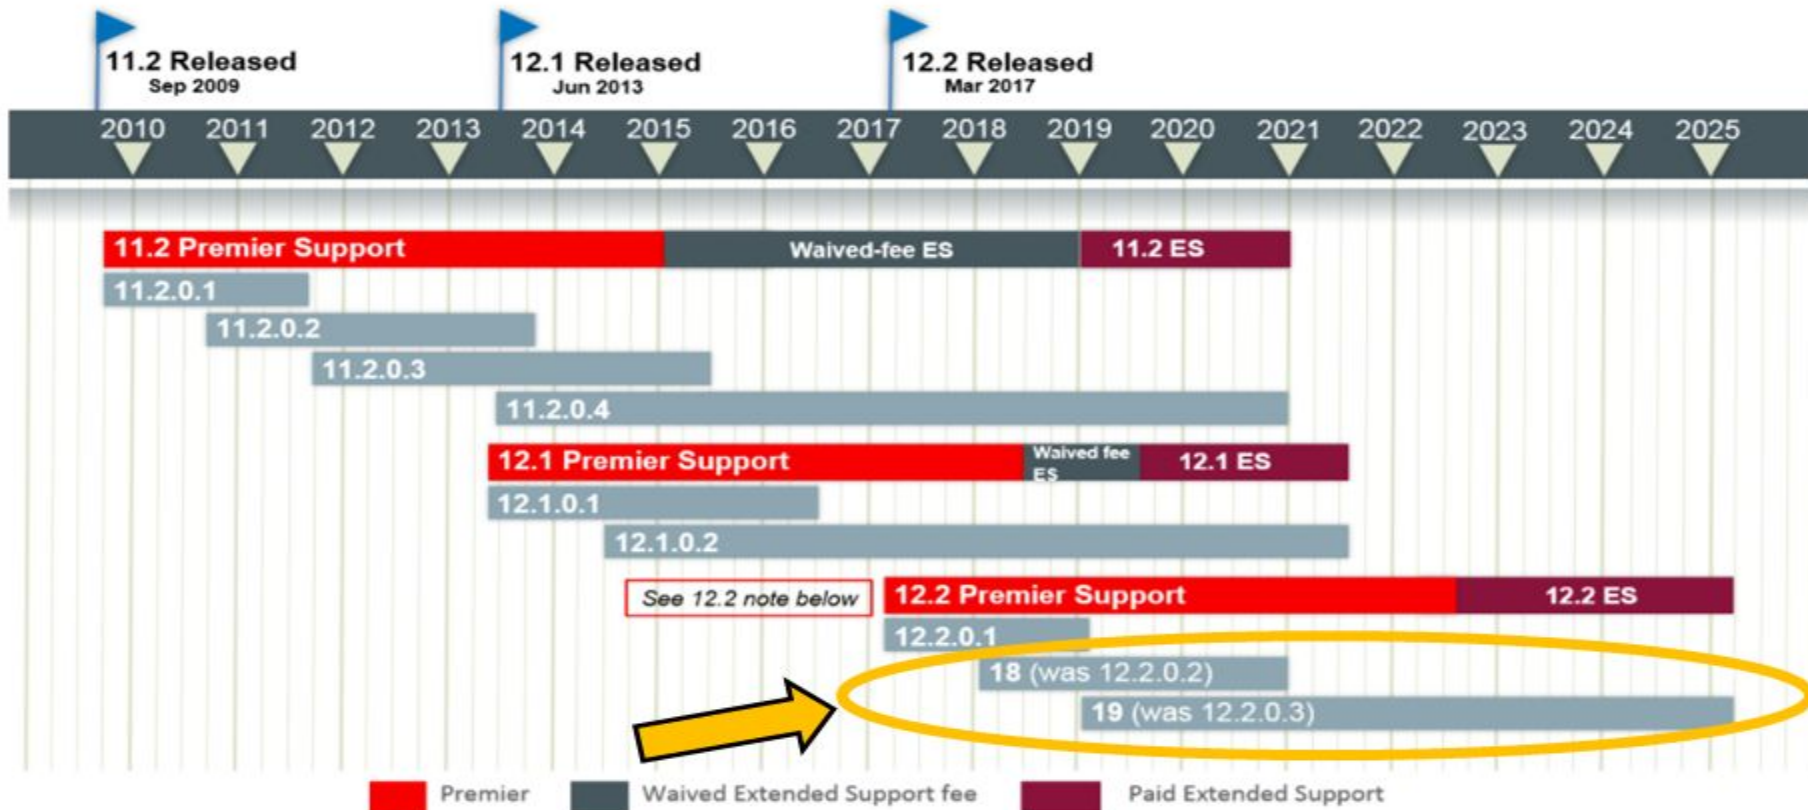 11.2 Released
Sep 2009
12.1 Released
Jun 2013
12.2 Released
Mar 2017
2010 2011 2012 2013 2014 2015 2016 2017 2018 2019 2020 2021 2022 2023 2024 2025
11.2 Premier Support Waived-fee ES 11.2 ES
11.2.0.1
11.2.0.2
11.2.0.3
11.2.0.4
12.1 Premier Support Waived fee ES 12.1 ES
12.1.0.1
12.1.0.2
See 12.2 note below 12.2 Premier Support 12.2 ES
12.2.0.1
18 (was 12.2.0.2)
19 (was 12.2.0.3)
Premier Waived Extended Support fee Paid Extended Support